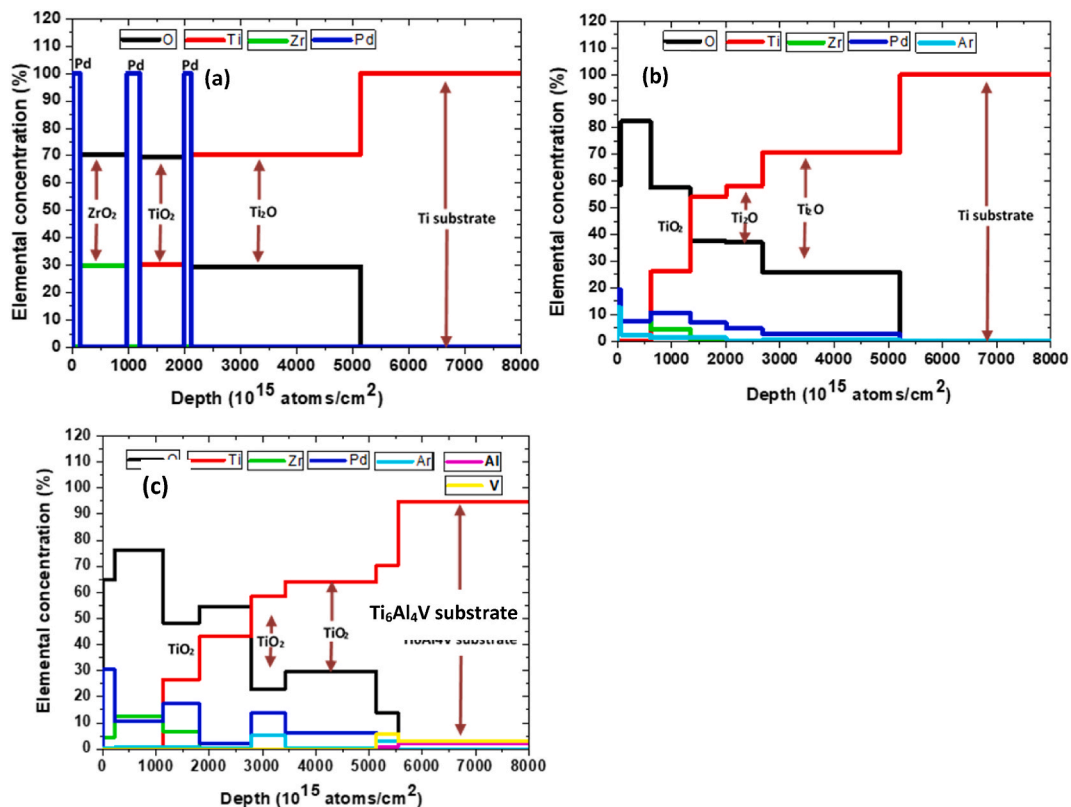 120
110
100
90
80
70
60
50
40
30
20
10
0
Elemental concentration (%)
O Ti Zr Pd
Pd Pd Pd
(a)
ZrO₂
TiO₂
Ti₂O
Ti substrate
0 1000 2000 3000 4000 5000 6000 7000 8000
Depth (10¹⁵ atoms/cm²)
120
110
100
90
80
70
60
50
40
30
20
10
0
Elemental concentration (%)
O Ti Zr Pd Ar
(b)
TiO₂
Ti₂O
Ti₂O
Ti substrate
0 1000 2000 3000 4000 5000 6000 7000 8000
Depth (10¹⁵ atoms/cm²)
120
110
100
90
80
70
60
50
40
30
20
10
0
Elemental concentration (%)
Ti Zr Pd Ar Al
V
(c)
TiO₂
TiO₂
TiO₂
Ti₆Al₄V substrate
0 1000 2000 3000 4000 5000 6000 7000 8000
Depth (10¹⁵ atoms/cm²)